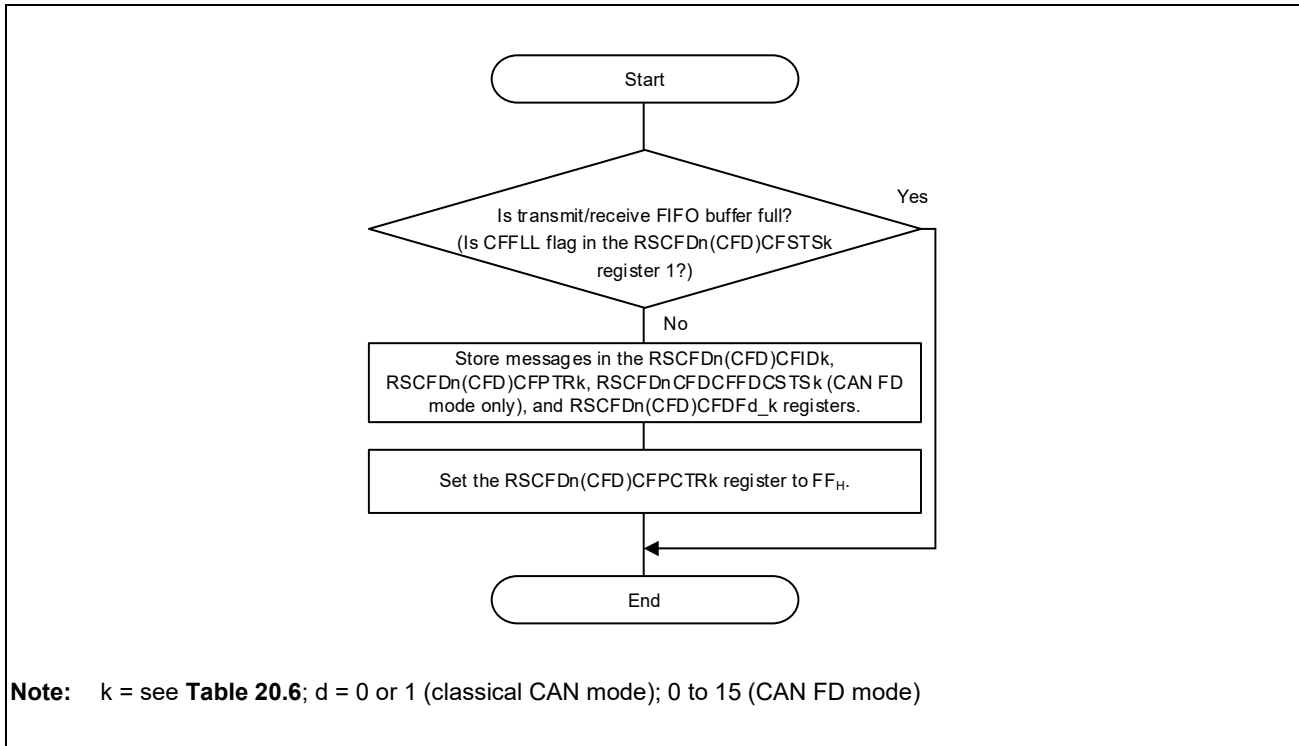 Start
Yes
Is transmit/receive FIFO buffer full?
(Is CFFLL flag in the RSCFDn(CFD)CFSTSk
register 1?)
No
Store messages in the RSCFDn(CFD)CFIDk,
RSCFDn(CFD)CFPTRk, RSCFDnCFDCFFDCSTSk (CAN FD
mode only), and RSCFDn(CFD)CFDFd_k registers.
Set the RSCFDn(CFD)CFPCTRk register to FFH.
End
Note: k = see Table 20.6; d = 0 or 1 (classical CAN mode); 0 to 15 (CAN FD mode)